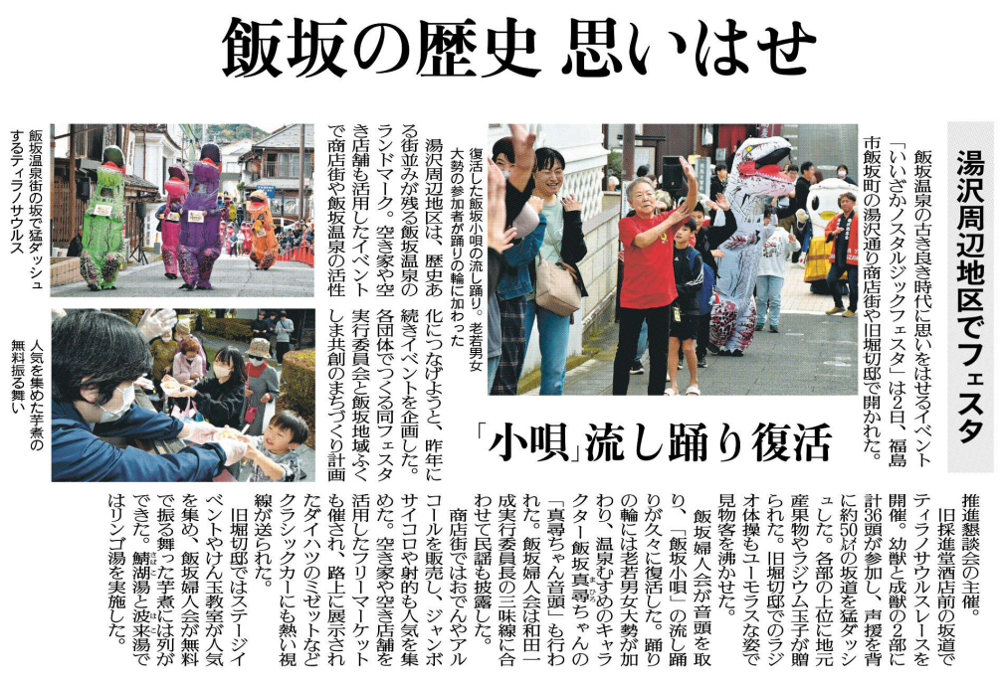 飯坂の歴史 思いはせ
湯沢周辺地区でフェスタ
飯坂温泉の古き良き時代に思いをはせるイベント
「いいざかノスタルジックフェスタ」は2日、福島
市飯坂町の湯沢通り商店街や旧堀切邸で開かれた。
復活した飯坂小唄の流し踊り。老若男女
大勢の参加者が踊りの輪に加わった
湯沢周辺地区は、歴史あ
る街並みが残る飯坂温泉の
ランドマーク。空き家や空
き店舗も活用したイベント
で商店街や飯坂温泉の活性
化につなげようと、昨年に
続きイベントを企画した。
各団体でつくる同フェスタ
実行委員会と飯坂地域ふく
しま共創のまちづくり計画
飯坂温泉街の坂で猛ダッシュ
するティラノサウルス
人気を集めた芋煮の
無料振る舞い
「小唄」流し踊り復活
推進懇談会の主催。
旧採進堂酒店前の坂道で
ティラノサウルスレースを
開催。幼獣と成獣の2部に
計36頭が参加し、声援を背
に約50㍍の坂道を猛ダッシ
ュした。各部の上位に地元
産果物やラジウム玉子が贈
られた。旧堀切邸でのラジ
オ体操もユーモラスな姿で
見物客を沸かせた。
飯坂婦人会が音頭を取
り、「飯坂小唄」の流し踊
りが久々に復活した。踊り
の輪には老若男女大勢が加
わり、温泉むすめのキャラ
クター飯坂真尋ちゃんの
まひろ
「真尋ちゃん音頭」も行わ
れた。飯坂婦人会は和田一
成実行委員長の三味線に合
わせて民謡も披露した。
商店街ではおでんやアル
コールを販売し、ジャンボ
サイコロや射的も人気を集
めた。空き家や空き店舗を
活用したフリーマーケット
も催され、路上に展示され
たダイハツのミゼットなど
クラシックカーにも熱い視
線が送られた。
旧堀切邸ではステージイ
ベントやけん玉教室が人気
を集め、飯坂婦人会が無料
で振る舞った芋煮には列が
できた。鯖湖湯と波来湯で
さばこ
はこ
はリンゴ湯を実施した。